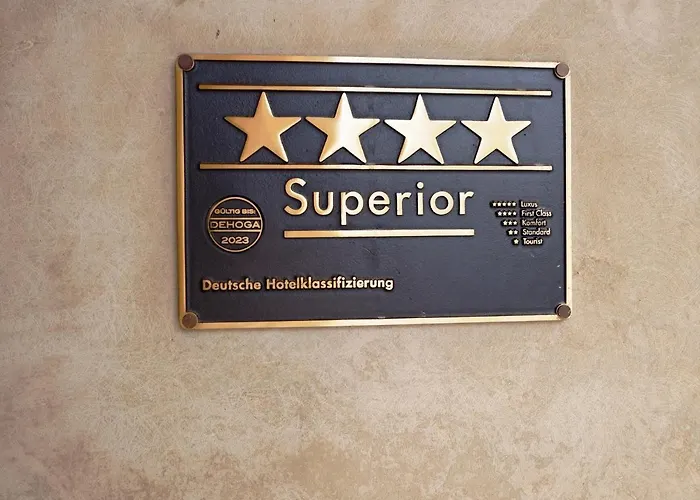 Superior
GÜLTIG BIS:
DEHOGA
2023
***** Luxus
**** First Class
*** Komfort
** Standard
* Tourist
Deutsche Hotelklassifizierung